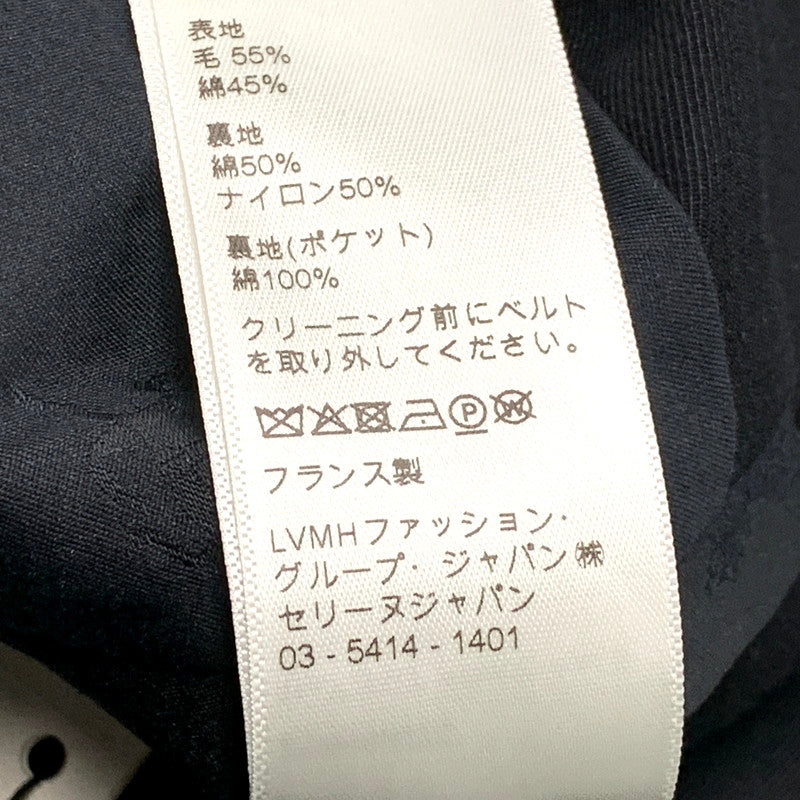 表地
毛 55%
綿45%
裏地
綿50%
ナイロン50%
裏地(ポケット)
綿100%
クリーニング前にベルト
を取り外してください。
P W
フランス製
LVMHファッション・
グループ・ジャパン㈱
セリーヌジャパン
03 - 5414 - 1401